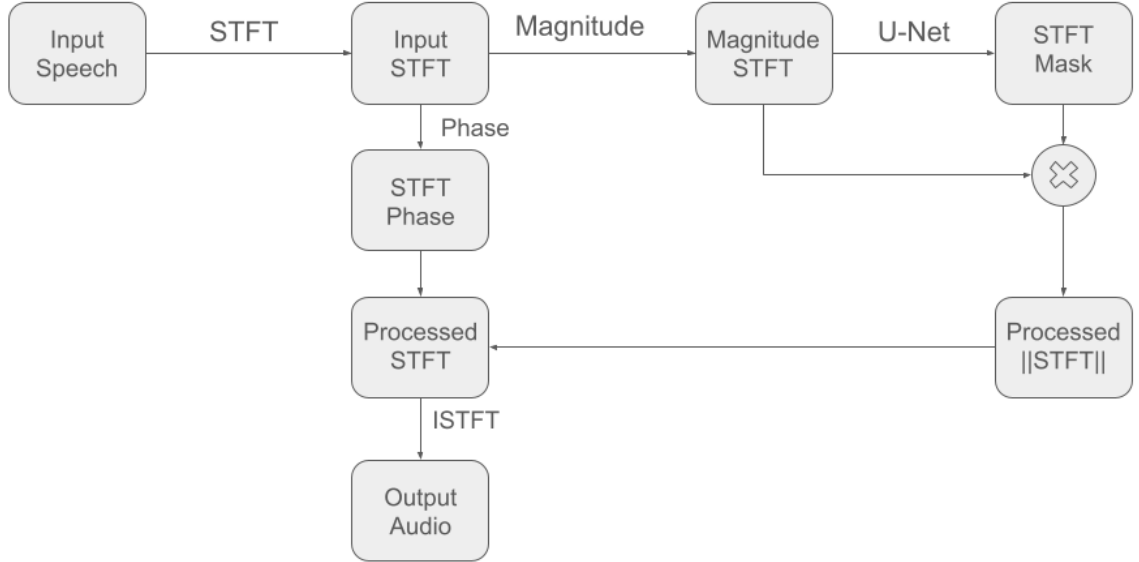 Input
Speech
STFT
Input
STFT
Magnitude
Magnitude
STFT
U-Net
STFT
Mask
Phase
STFT
Phase
Processed
STFT
Processed
||STFT||
ISTFT
Output
Audio